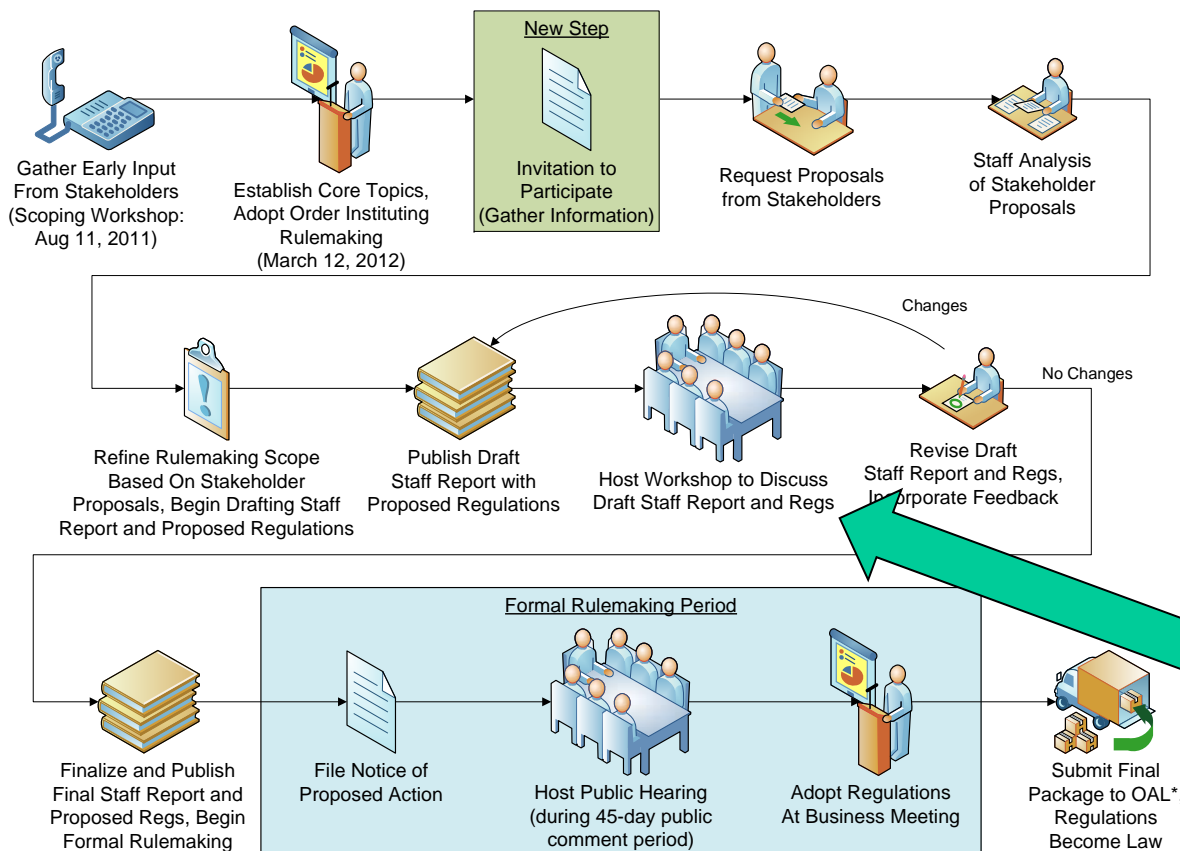 New Step
Gather Early Input
From Stakeholders
(Scoping Workshop:
Aug 11, 2011)
Establish Core Topics,
Adopt Order Instituting
Rulemaking
(March 12, 2012)
Invitation to
Participate
(Gather Information)
Request Proposals
from Stakeholders
Staff Analysis
of Stakeholder
Proposals
Changes
No Changes
Refine Rulemaking Scope
Based On Stakeholder
Proposals, Begin Drafting Staff
Report and Proposed Regulations
Publish Draft
Staff Report with
Proposed Regulations
Host Workshop to Discuss
Draft Staff Report and Regs
Revise Draft
Staff Report and Regs,
Incorporate Feedback
Formal Rulemaking Period
Finalize and Publish
Final Staff Report and
Proposed Regs, Begin
Formal Rulemaking
File Notice of
Proposed Action
Host Public Hearing
(during 45-day public
comment period)
Adopt Regulations
At Business Meeting
Submit Final
Package to OAL*,
Regulations
Become Law